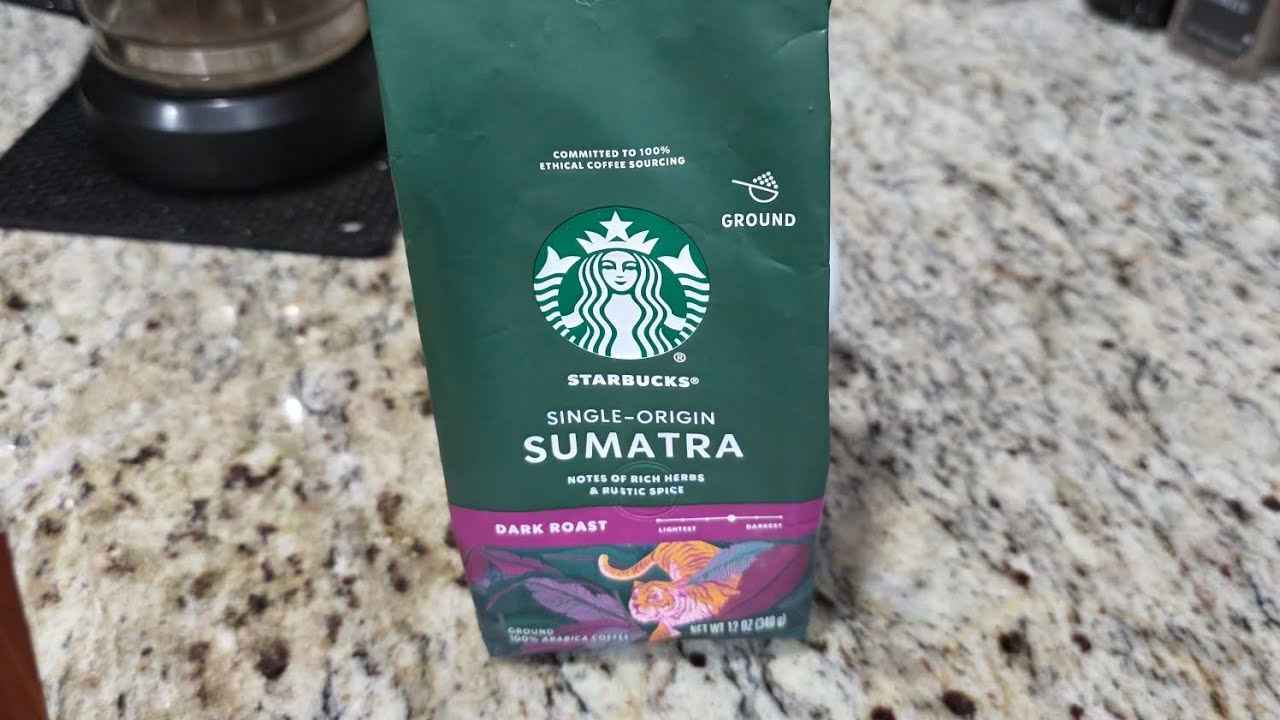 COMMITTED TO 100%
ETHICAL COFFEE SOURCING
GROUND
STARBUCKS®
SINGLE-ORIGIN
SUMATRA
NOTES OF RICH HERBS
& RUSTIC SPICE
DARK ROAST
LIGHTEST DARKEST
GROUND
100% ARABICA COFFEE
NET WT 12 OZ (340 g)